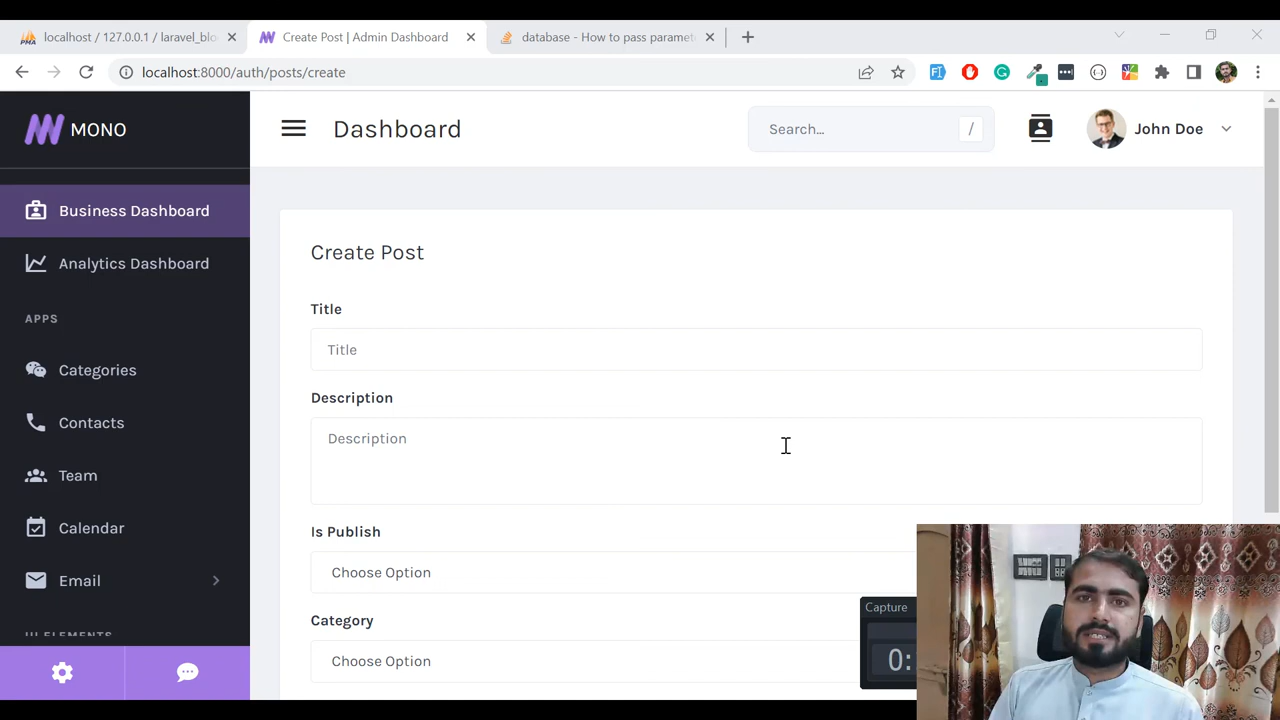 localhost / 127.0.0.1 / laravel_blo
Create Post | Admin Dashboard
database - How to pass paramete
localhost:8000/auth/posts/create
MONO
Dashboard
Search...
/
John Doe
Business Dashboard
Analytics Dashboard
APPS
Categories
Contacts
Team
Calendar
Email
Create Post
Title
Title
Description
Description
Is Publish
Choose Option
Category
Choose Option
Capture
0: